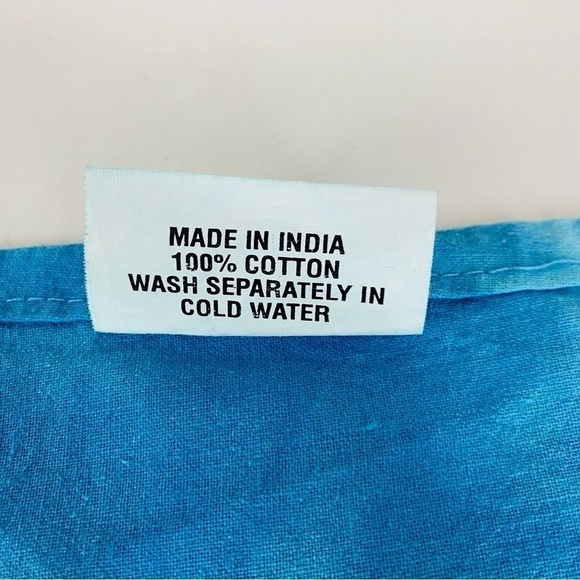 MADE IN INDIA
100% COTTON
WASH SEPARATELY IN
COLD WATER